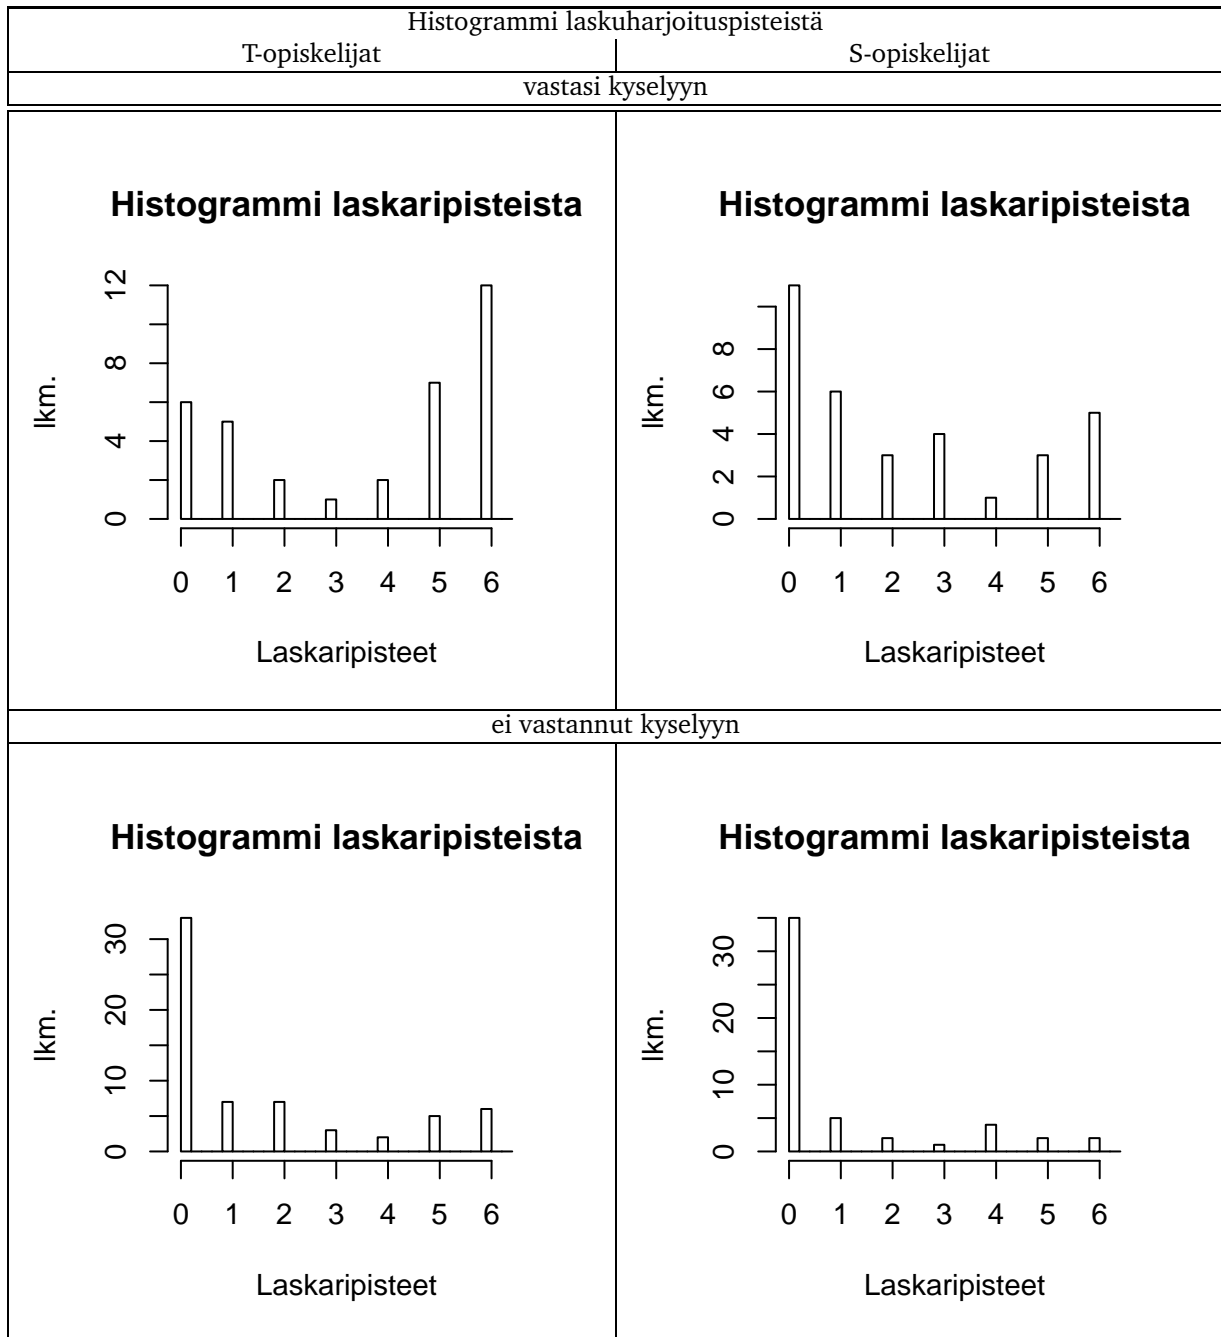 Histogrammi laskuharjoituspisteistä
T-opiskelijat S-opiskelijat
vastasi kyselyyn
Histogrammi laskaripisteista
lkm.
0 4 8 12
0 1 2 3 4 5 6
Laskaripisteet
Histogrammi laskaripisteista
lkm.
0 2 4 6 8
0 1 2 3 4 5 6
Laskaripisteet
ei vastannut kyselyyn
Histogrammi laskaripisteista
lkm.
0 10 20 30
0 1 2 3 4 5 6
Laskaripisteet
Histogrammi laskaripisteista
lkm.
0 10 20 30
0 1 2 3 4 5 6
Laskaripisteet